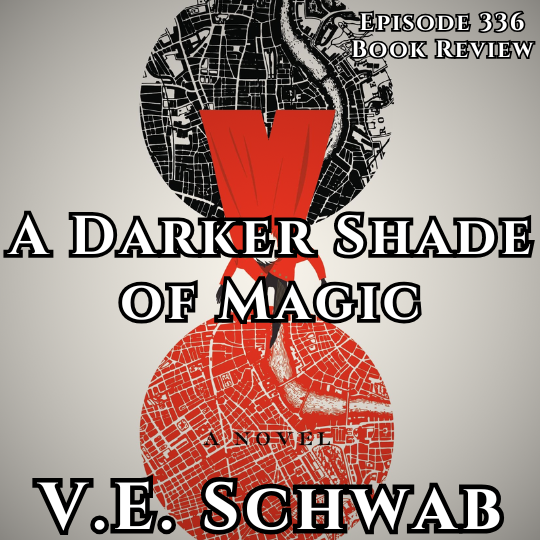 Episode 336
Book Review
A Darker Shade
of Magic
A NOVEL
V.E. Schwab